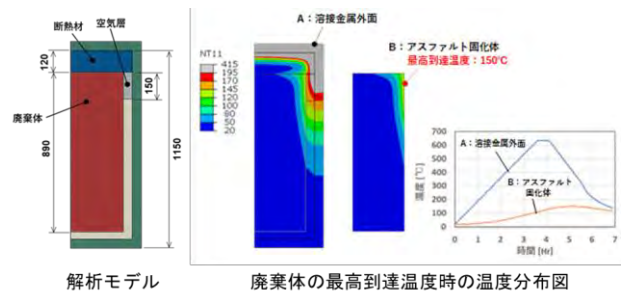 断熱材
空気層
120
150
廃棄体
890
1150
解析モデル
A：溶接金属外面
NT11
415
195
170
145
120
100
80
50
20
B：アスファルト固化体
最高到達温度：150℃
温度 [℃]
700
600
500
400
300
200
100
0
A：溶接金属外面
B：アスファルト
固化体
0 1 2 3 4 5 6 7
時間 [Hr]
廃棄体の最高到達温度時の温度分布図